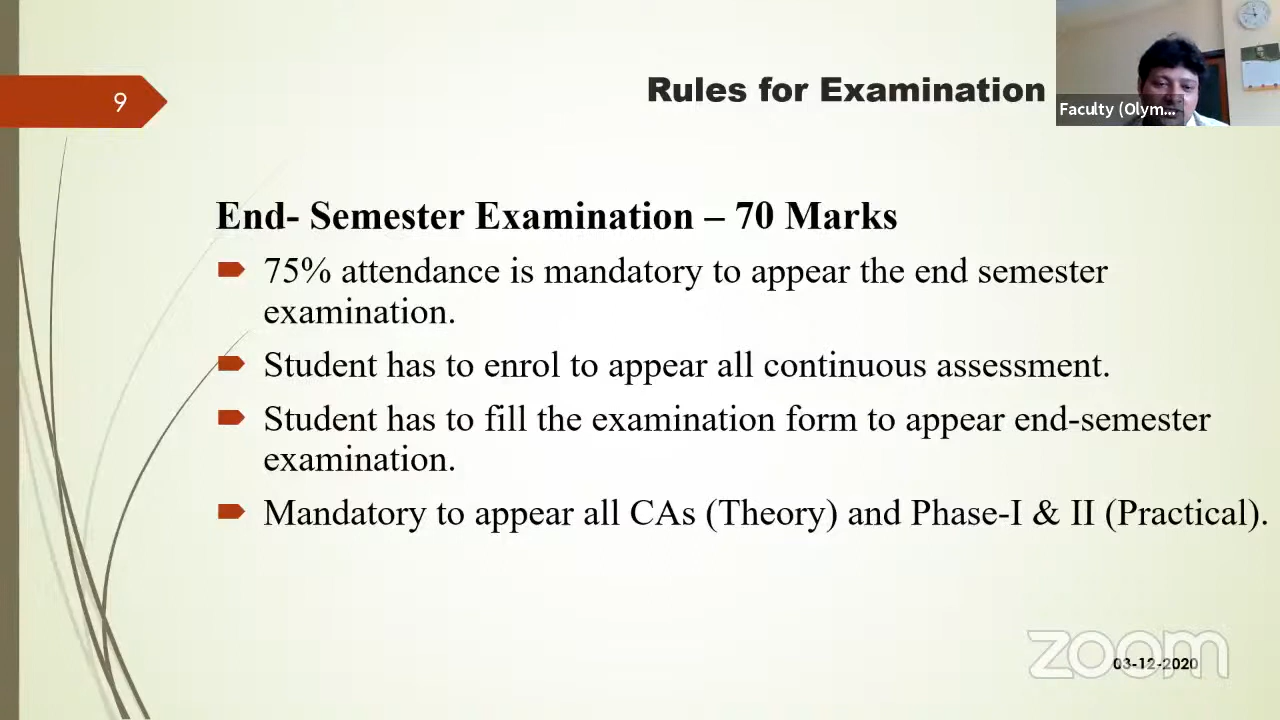 9
Rules for Examination
Faculty (Olym...
End- Semester Examination – 70 Marks
75% attendance is mandatory to appear the end semester
examination.
Student has to enrol to appear all continuous assessment.
Student has to fill the examination form to appear end-semester
examination.
Mandatory to appear all CAs (Theory) and Phase-I & II (Practical).
zoom
03-12-2020